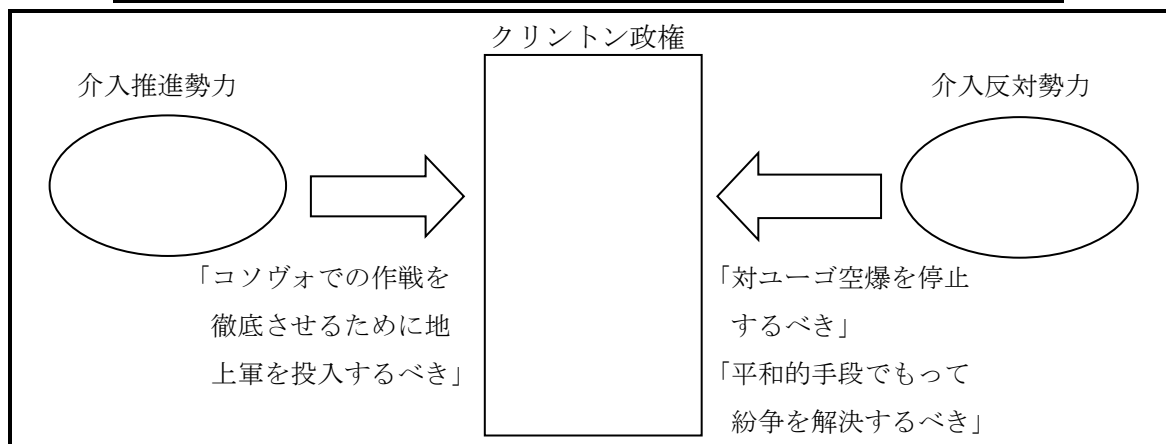 クリントン政権
介入推進勢力
介入反対勢力
「コソヴォでの作戦を
徹底させるために地
上軍を投入するべき」
「対ユーゴ空爆を停止
するべき」
「平和的手段でもって
紛争を解決するべき」